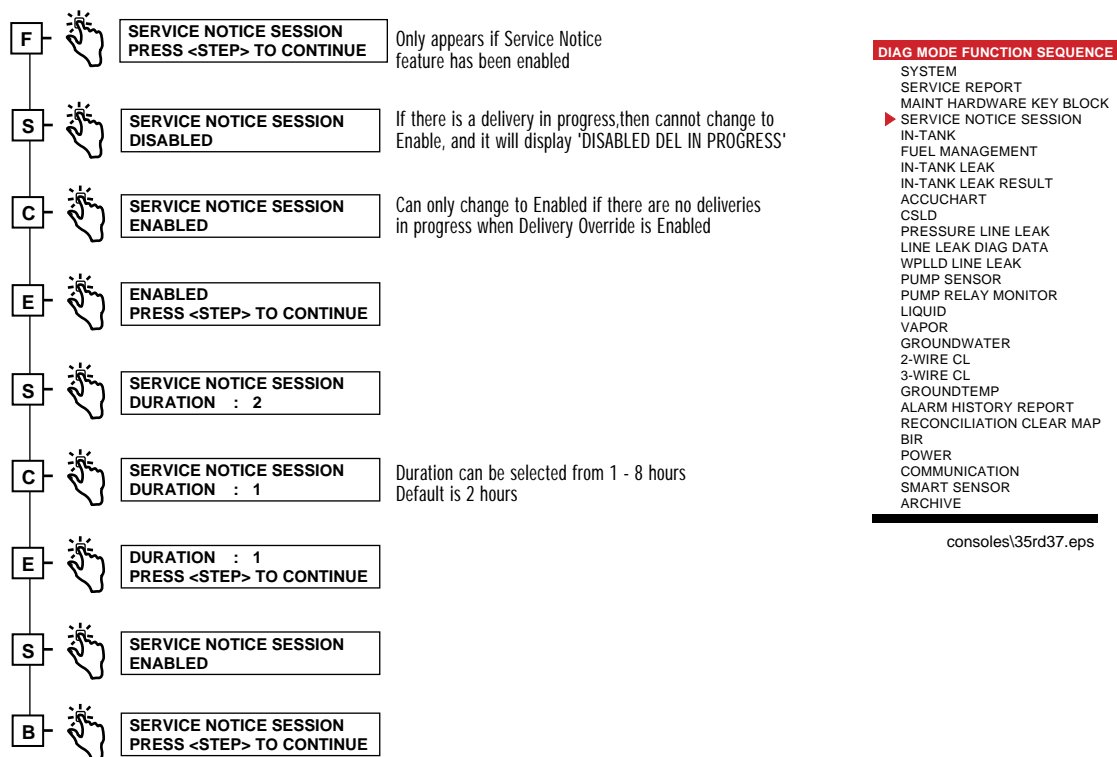 F
SERVICE NOTICE SESSION
PRESS <STEP> TO CONTINUE
Only appears if Service Notice
feature has been enabled
S
SERVICE NOTICE SESSION
DISABLED
If there is a delivery in progress,then cannot change to
Enable, and it will display 'DISABLED DEL IN PROGRESS'
C
SERVICE NOTICE SESSION
ENABLED
Can only change to Enabled if there are no deliveries
in progress when Delivery Override is Enabled
E
ENABLED
PRESS <STEP> TO CONTINUE
S
SERVICE NOTICE SESSION
DURATION : 2
C
SERVICE NOTICE SESSION
DURATION : 1
Duration can be selected from 1 - 8 hours
Default is 2 hours
E
DURATION : 1
PRESS <STEP> TO CONTINUE
S
SERVICE NOTICE SESSION
ENABLED
B
SERVICE NOTICE SESSION
PRESS <STEP> TO CONTINUE
DIAG MODE FUNCTION SEQUENCE
SYSTEM
SERVICE REPORT
MAINT HARDWARE KEY BLOCK
SERVICE NOTICE SESSION
IN-TANK
FUEL MANAGEMENT
IN-TANK LEAK
IN-TANK LEAK RESULT
ACCUCHART
CSLD
PRESSURE LINE LEAK
LINE LEAK DIAG DATA
WPLLD LINE LEAK
PUMP SENSOR
PUMP RELAY MONITOR
LIQUID
VAPOR
GROUNDWATER
2-WIRE CL
3-WIRE CL
GROUNDTEMP
ALARM HISTORY REPORT
RECONCILIATION CLEAR MAP
BIR
POWER
COMMUNICATION
SMART SENSOR
ARCHIVE
consoles\35rd37.eps